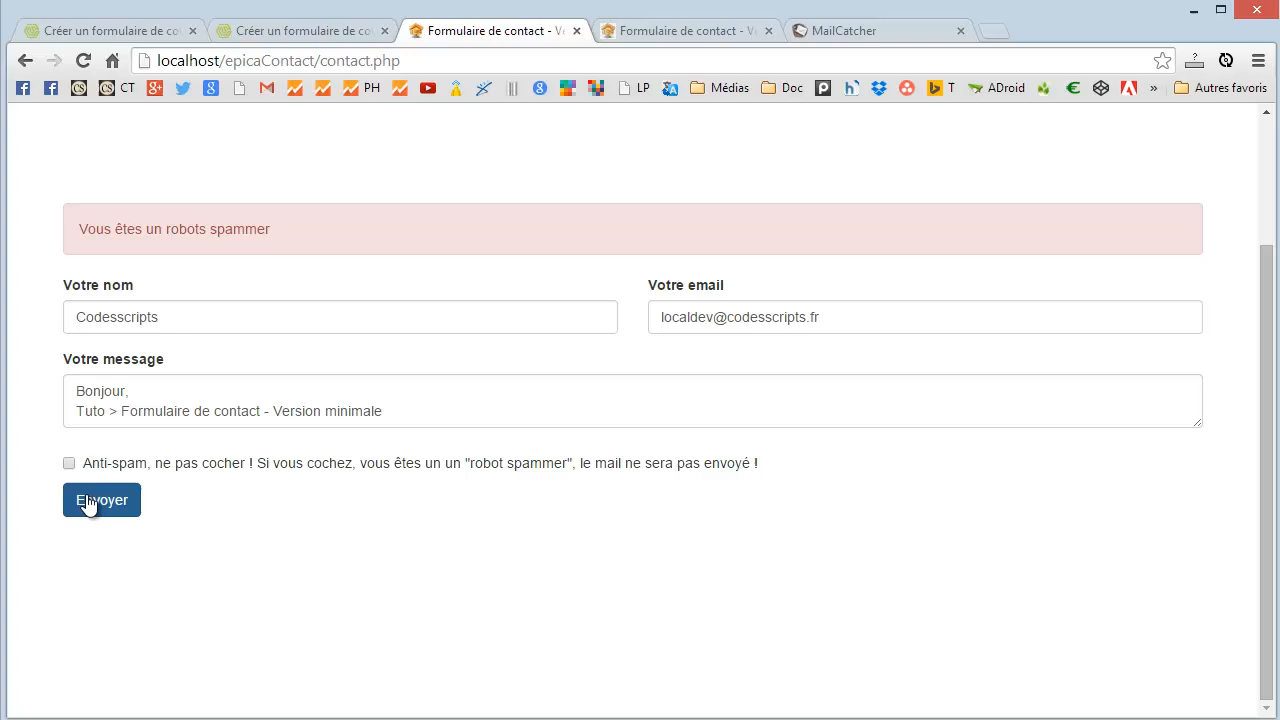 Créer un formulaire de co
Créer un formulaire de co
Formulaire de contact - Ve
Formulaire de contact - Ve
MailCatcher
localhost/epicaContact/contact.php
CT
PH
LP
Médias
Doc
T
ADroid
»
Autres favoris
Vous êtes un robots spammer
Votre nom
Votre email
Codesscripts
localdev@codesscripts.fr
Votre message
Bonjour,
Tuto > Formulaire de contact - Version minimale
Anti-spam, ne pas cocher ! Si vous cochez, vous êtes un un "robot spammer", le mail ne sera pas envoyé !
Envoyer